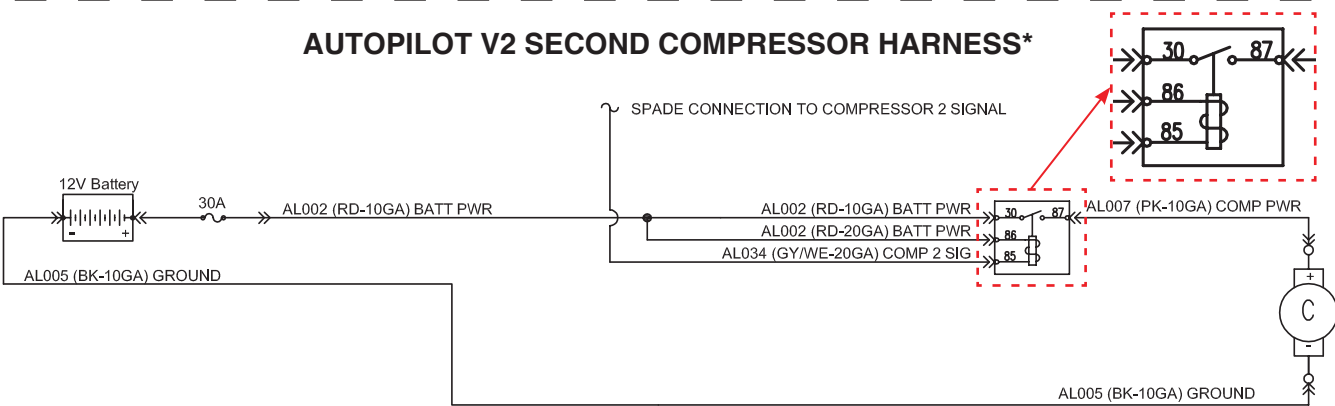 AUTOPILOT V2 SECOND COMPRESSOR HARNESS*
30 87
86
85
SPADE CONNECTION TO COMPRESSOR 2 SIGNAL
12V Battery
- +
30A
AL002 (RD-10GA) BATT PWR
AL002 (RD-10GA) BATT PWR
30 87
AL007 (PK-10GA) COMP PWR
AL002 (RD-20GA) BATT PWR
86
AL034 (GY/WE-20GA) COMP 2 SIG
85
AL005 (BK-10GA) GROUND
+
C
-
AL005 (BK-10GA) GROUND